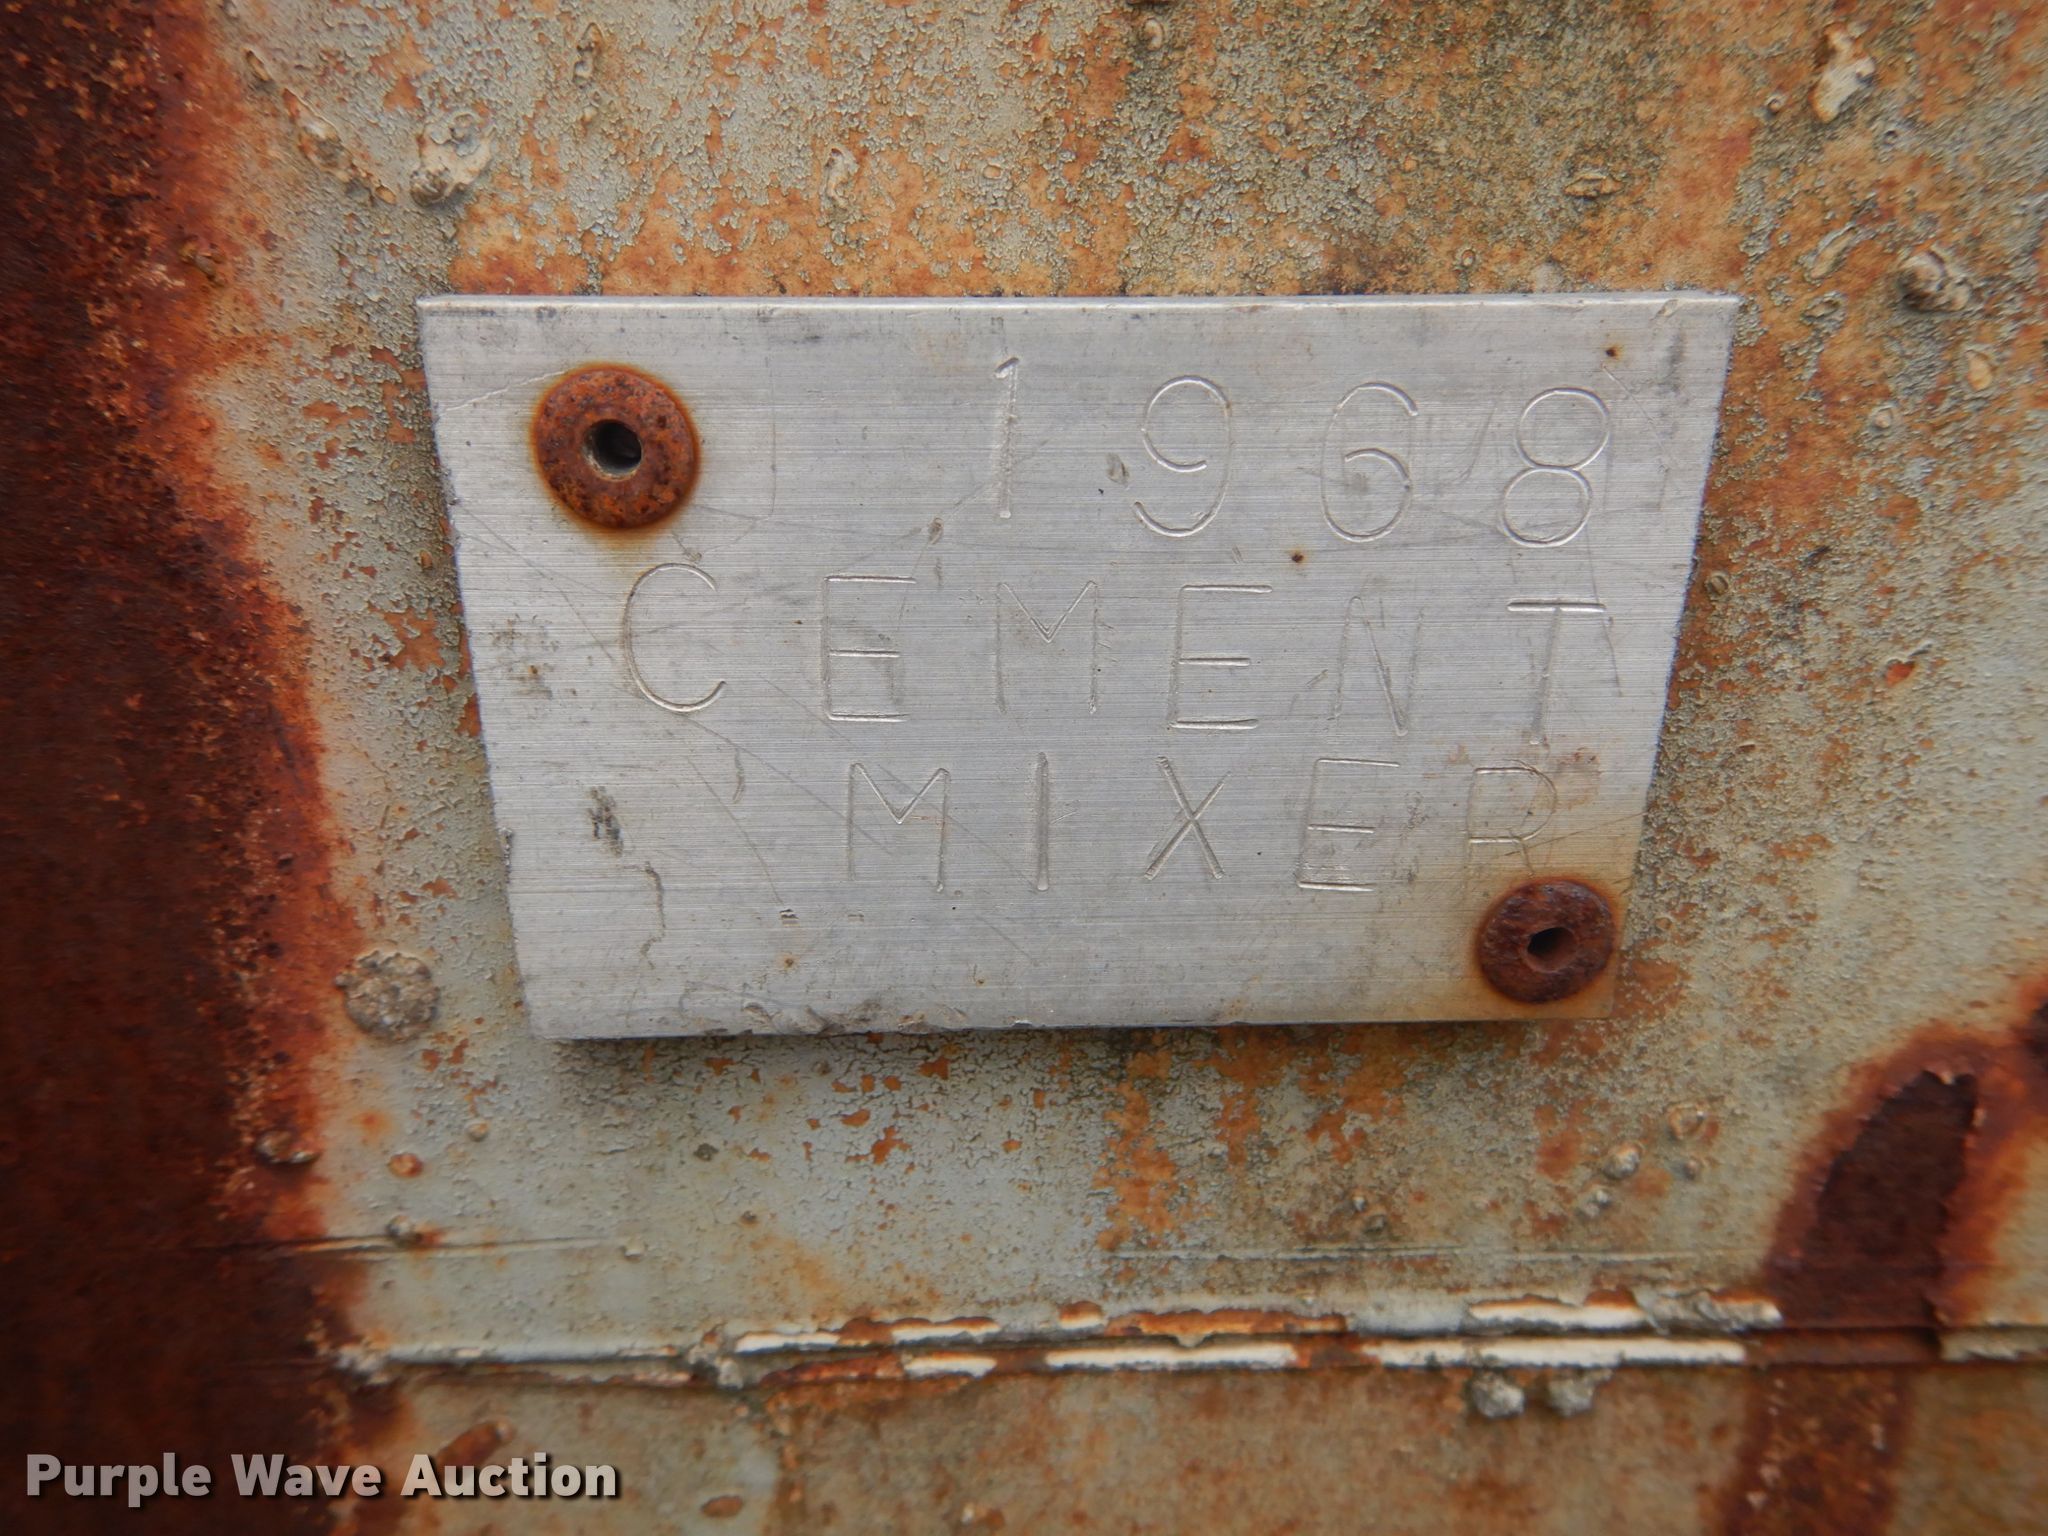 1968
CEMENT
MIXER
Purple Wave Auction